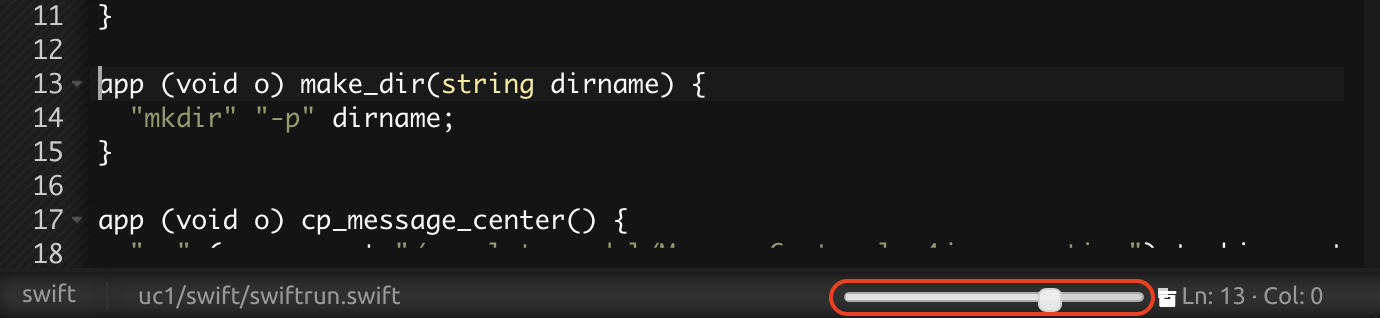 11 }
12
13 app (void o) make_dir(string dirname) {
14 "mkdir" "-p" dirname;
15 }
16
17 app (void o) cp_message_center() {
18
swift uc1/swift/swiftrun.swift Ln: 13 · Col: 0